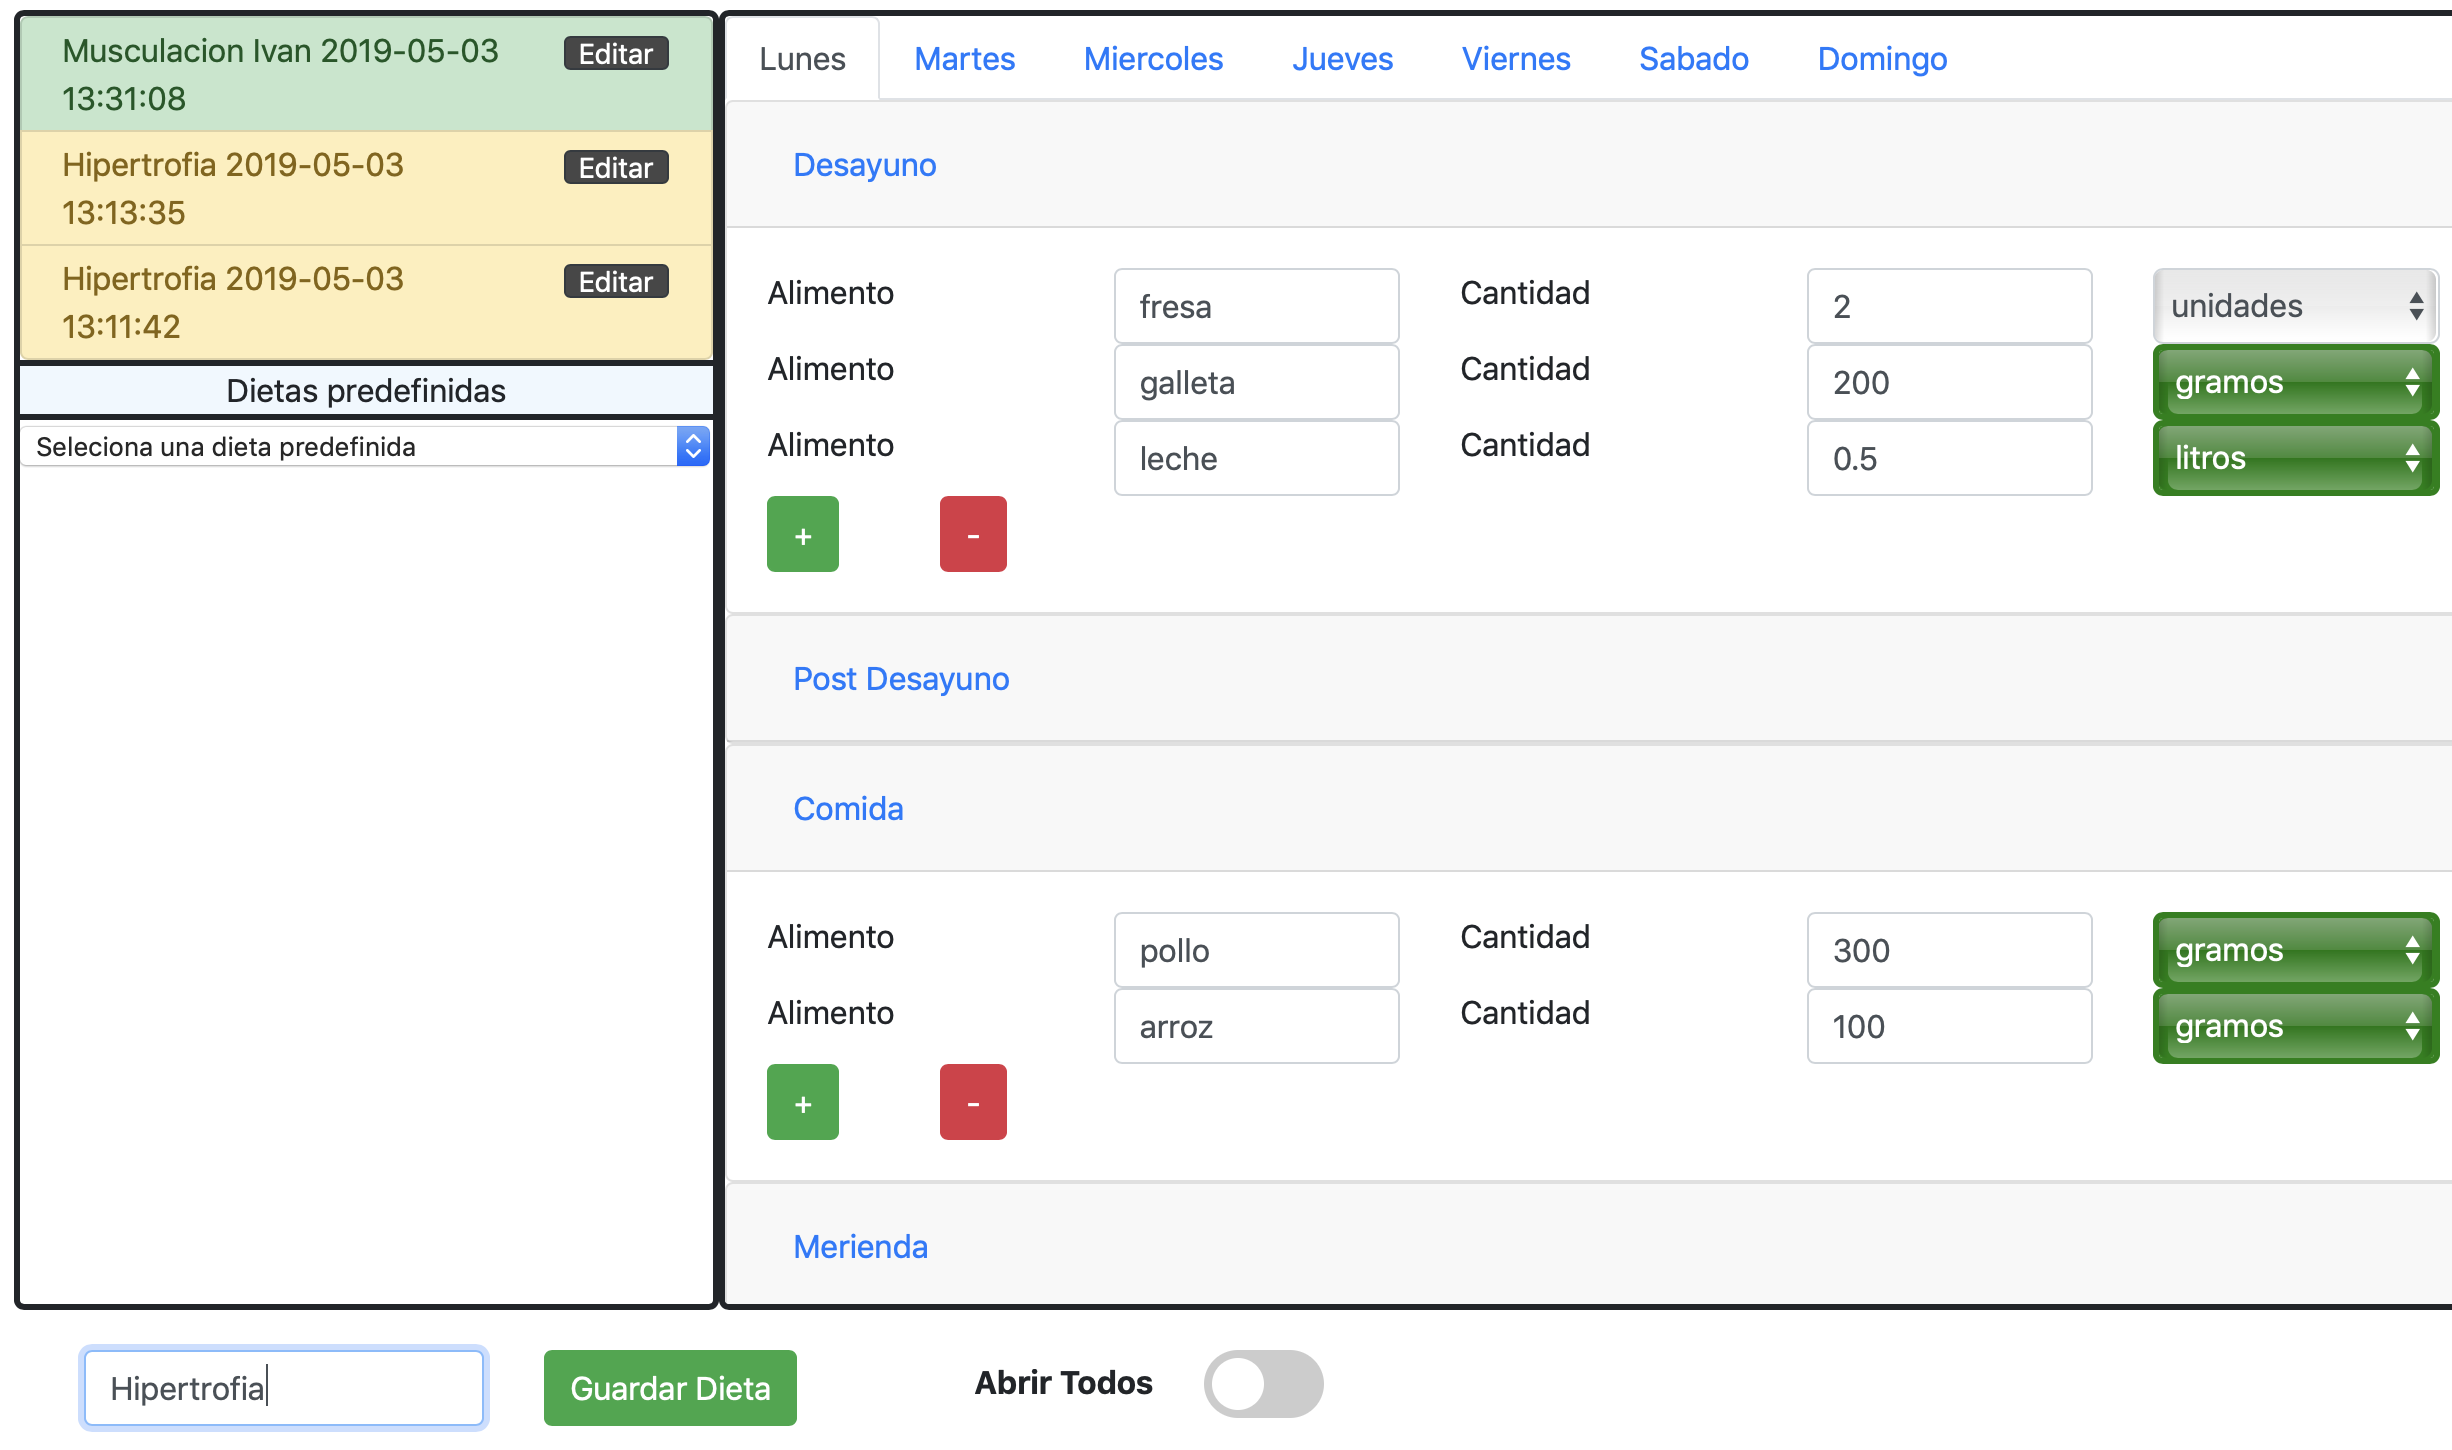 Musculacion Ivan 2019-05-03
13:31:08
Editar
Hipertrofia 2019-05-03
13:13:35
Editar
Hipertrofia 2019-05-03
13:11:42
Editar
Dietas predefinidas
Seleciona una dieta predefinida
Lunes Martes Miercoles Jueves Viernes Sabado Domingo
Desayuno
Alimento fresa Cantidad 2 unidades
Alimento galleta Cantidad 200 gramos
Alimento leche Cantidad 0.5 litros
+ -
Post Desayuno
Comida
Alimento pollo Cantidad 300 gramos
Alimento arroz Cantidad 100 gramos
+ -
Merienda
Hipertrofia Guardar Dieta Abrir Todos